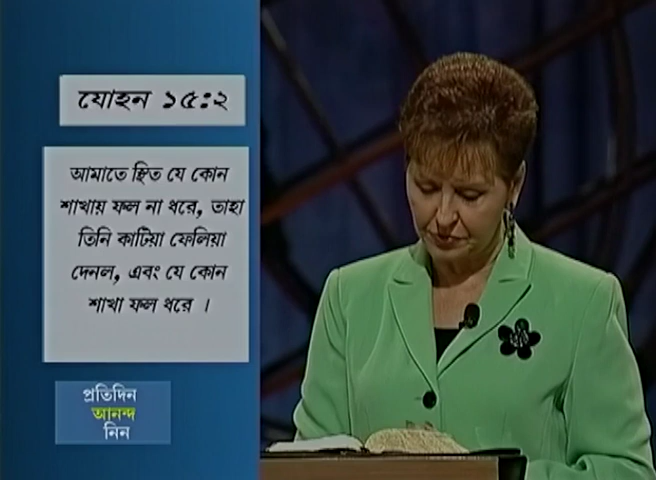 যোহন ১৫:২
আমাতে স্থিত যে কোন
শাখায় ফল না ধরে, তাহা
তিনি কাটিয়া ফেলিয়া
দেনল, এবং যে কোন
শাখা ফল ধরে ।
প্রতিদিন
আনন্দ
নিন